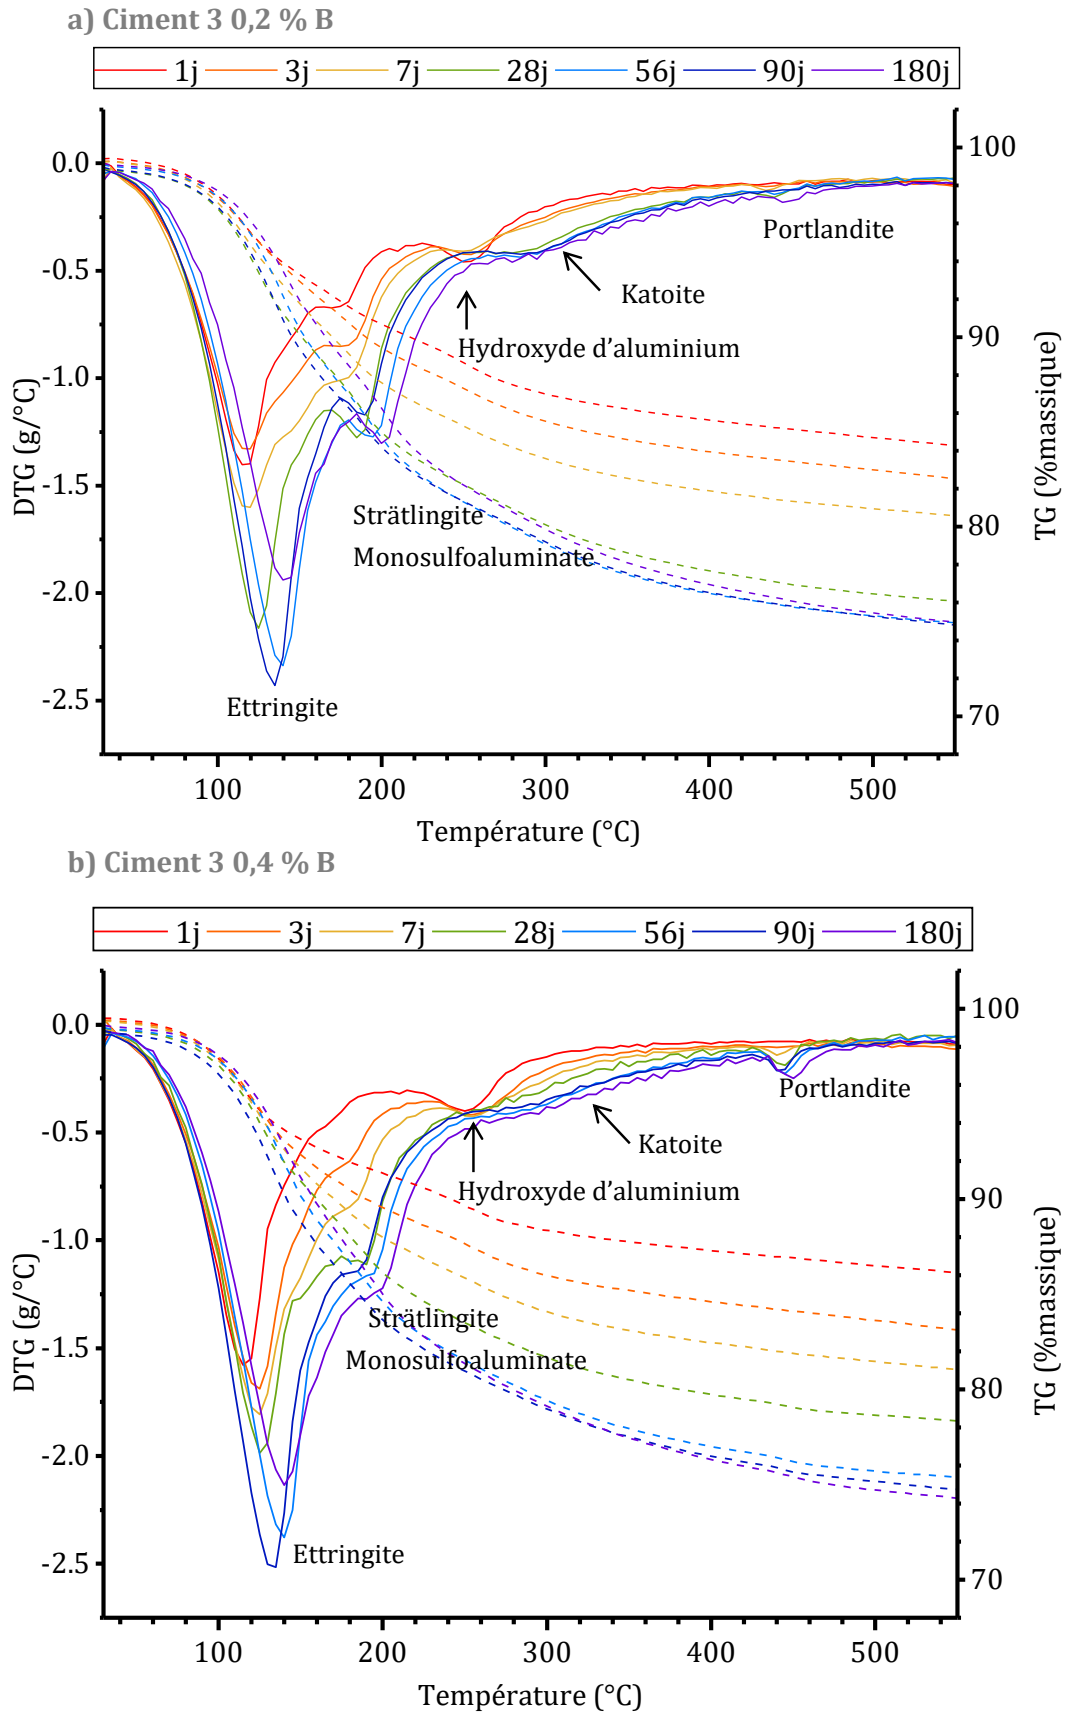 a) Ciment 3 0,2 % B
1j 3j 7j 28j 56j 90j 180j
0.0
-0.5
-1.0
-1.5
-2.0
-2.5
DTG (g/°C)
100
90
80
70
TG (%massique)
Portlandite
Katoite
Hydroxyde d'aluminium
Strätlingite
Monosulfoaluminate
Ettringite
100 200 300 400 500
Température (°C)
b) Ciment 3 0,4 % B
1j 3j 7j 28j 56j 90j 180j
0.0
-0.5
-1.0
-1.5
-2.0
-2.5
DTG (g/°C)
100
90
80
70
TG (%massique)
Portlandite
Katoite
Hydroxyde d'aluminium
Strätlingite
Monosulfoaluminate
Ettringite
100 200 300 400 500
Température (°C)